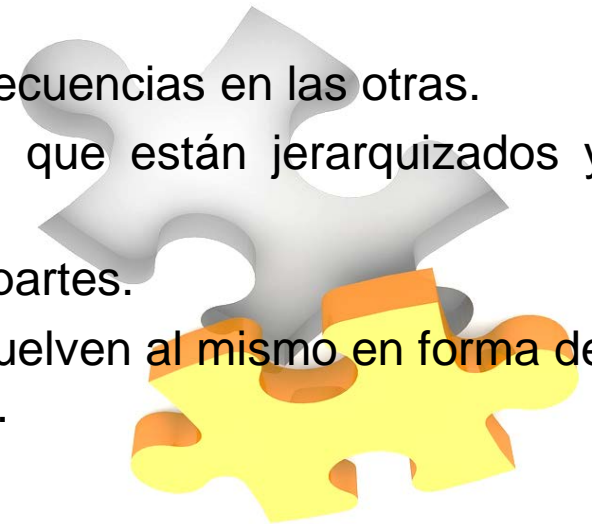 ecuencias en las otras.
que están jerarquizados y
partes.
uelven al mismo en forma de
.